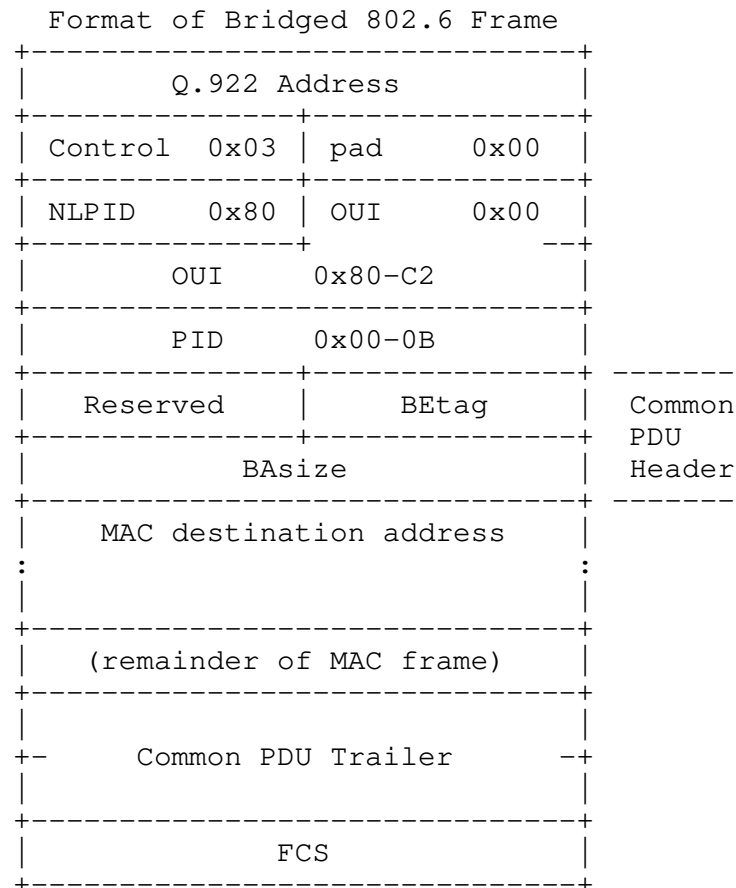 Format of Bridged 802.6 Frame
+-------------------------------+
|        Q.922 Address          |
+---------------+---------------+
| Control  0x03 | pad      0x00 |
+---------------+---------------+
| NLPID    0x80 | OUI      0x00 |
+---------------+             --+
|        OUI     0x80-C2        |
+-------------------------------+
|        PID     0x00-0B        |
+---------------+---------------+ -------
|   Reserved    |     BEtag     |  Common
+---------------+---------------+  PDU
|            BAsize             |  Header
+-------------------------------+ -------
|    MAC destination address    |
:                               :
|                               |
+-------------------------------+
|   (remainder of MAC frame)    |
+-------------------------------+
|                               |
+-     Common PDU Trailer      -+
|                               |
+-------------------------------+
|              FCS              |
+-------------------------------+